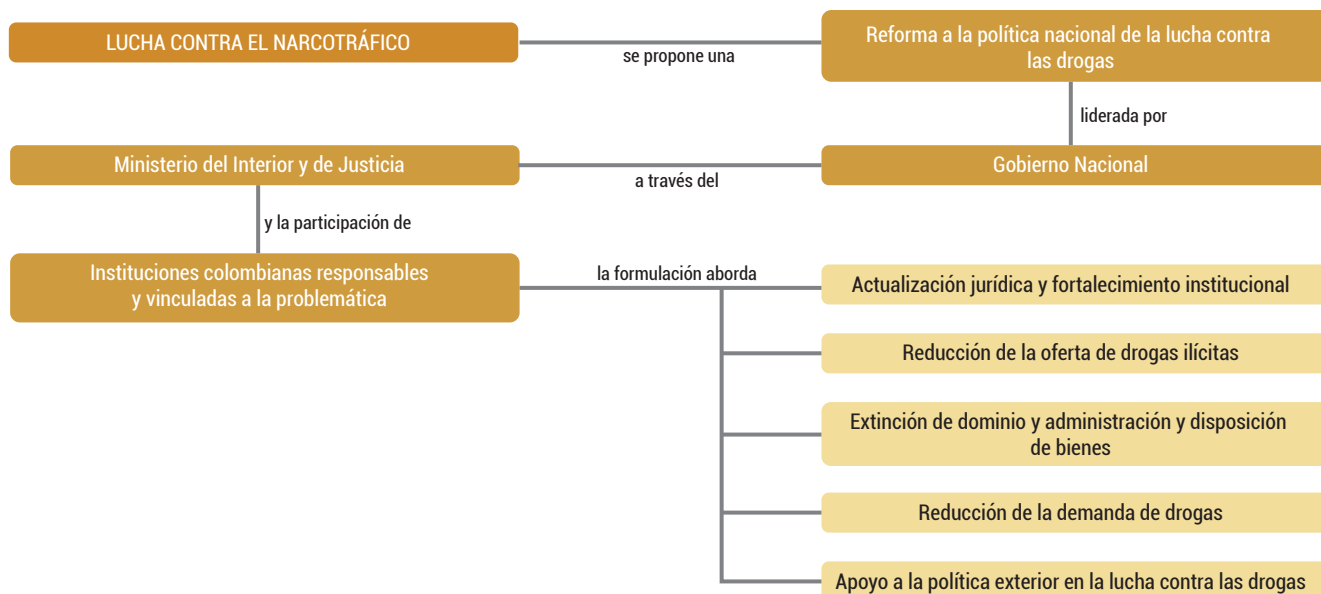 LUCHA CONTRA EL NARCOTRÁFICO
se propone una
Reforma a la política nacional de la lucha contra
las drogas
liderada por
Gobierno Nacional
a través del
Ministerio del Interior y de Justicia
y la participación de
Instituciones colombianas responsables
y vinculadas a la problemática
la formulación aborda
Actualización jurídica y fortalecimiento institucional
Reducción de la oferta de drogas ilícitas
Extinción de dominio y administración y disposición
de bienes
Reducción de la demanda de drogas
Apoyo a la política exterior en la lucha contra las drogas